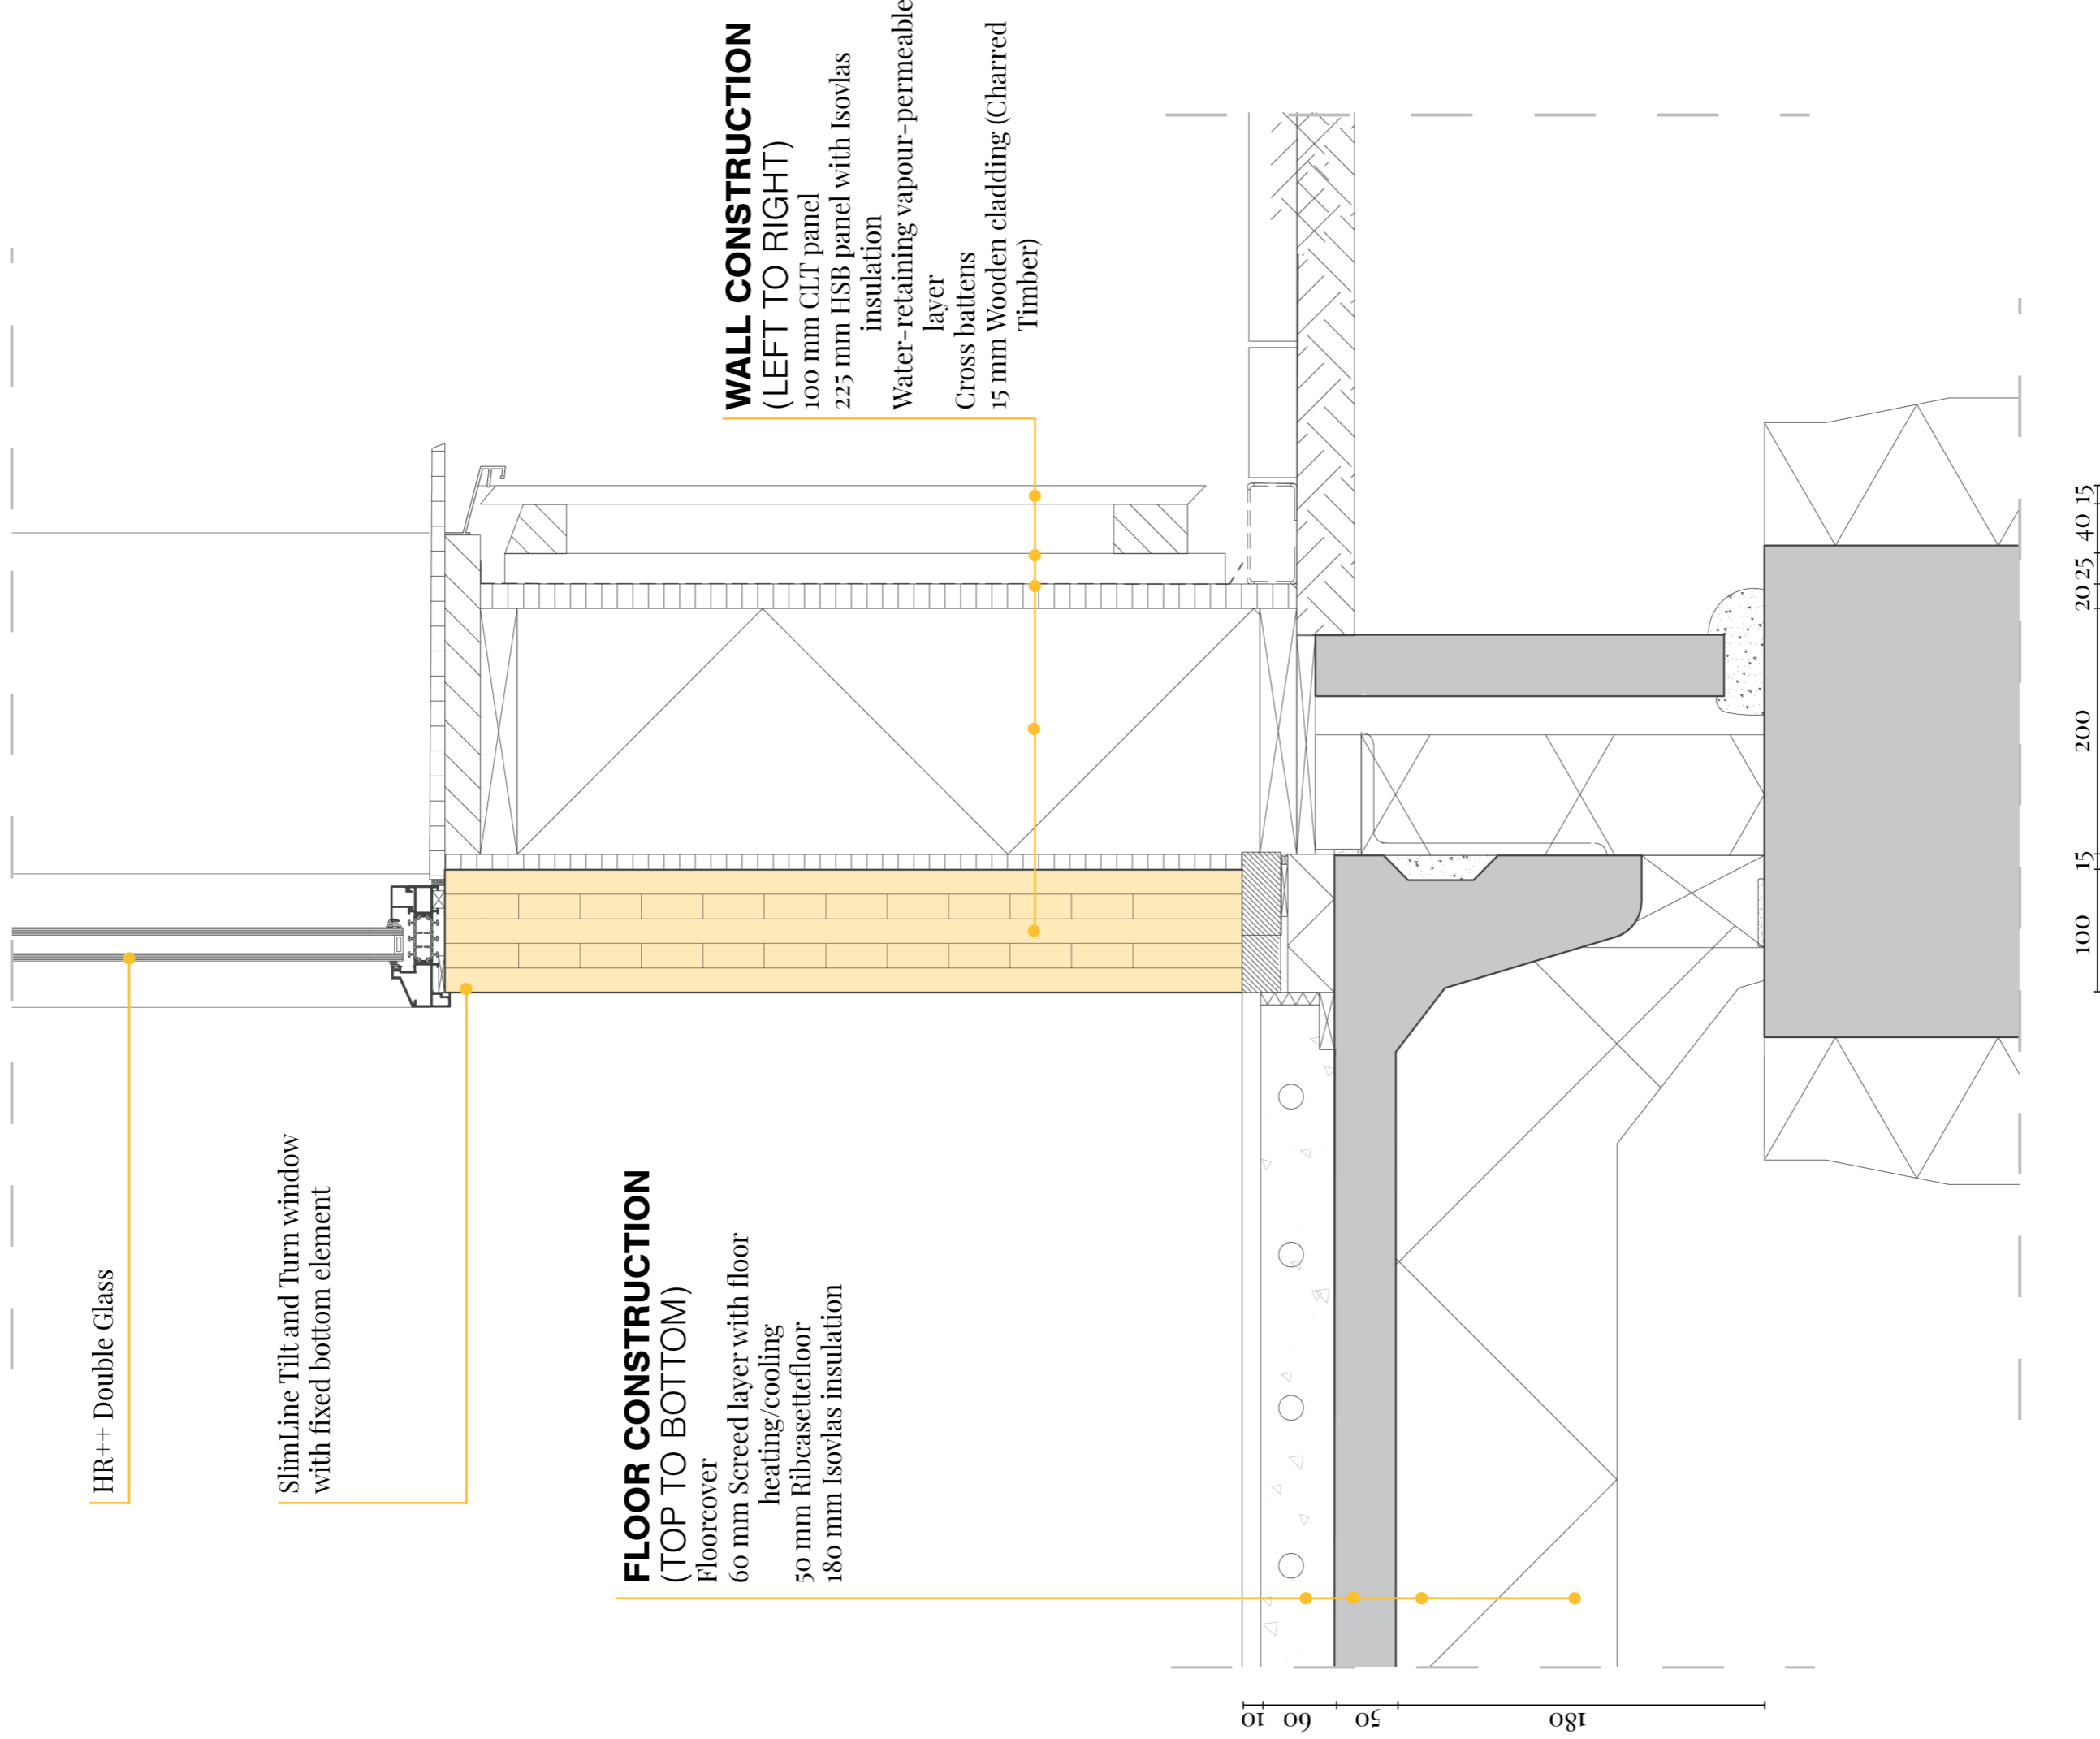 HR++ Double Glass
SlimLine Tilt and Turn window
with fixed bottom element
FLOOR CONSTRUCTION
(TOP TO BOTTOM)
Floorcover
60 mm Screed layer with floor
heating/cooling
50 mm Ribcasettefloor
180 mm Isovlas insulation
WALL CONSTRUCTION
(LEFT TO RIGHT)
100 mm CLT panel
225 mm HSB panel with Isovlas
insulation
Water-retaining vapour-permeable
layer
Cross battens
15 mm Wooden cladding (Charred
Timber)
10
60
50
180
100
15
200
20
25
40
15